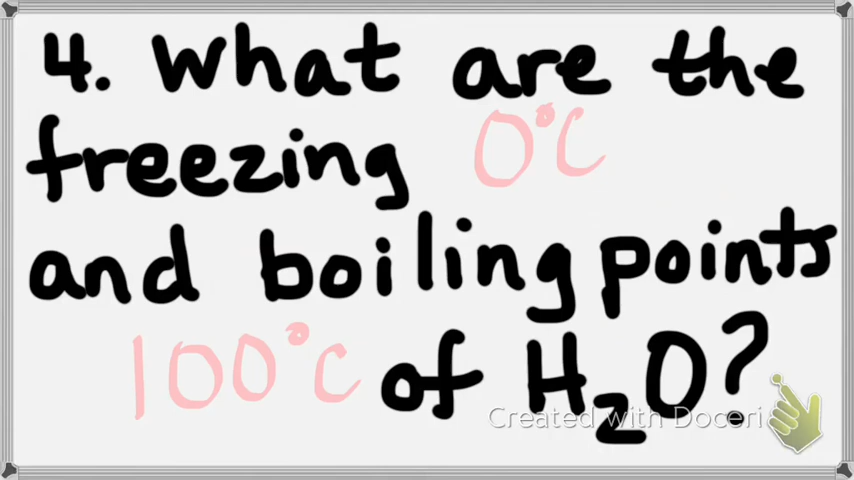 4. What are the
freezing 0°C
and boiling points
100°C of H₂O?
Created with Doceri